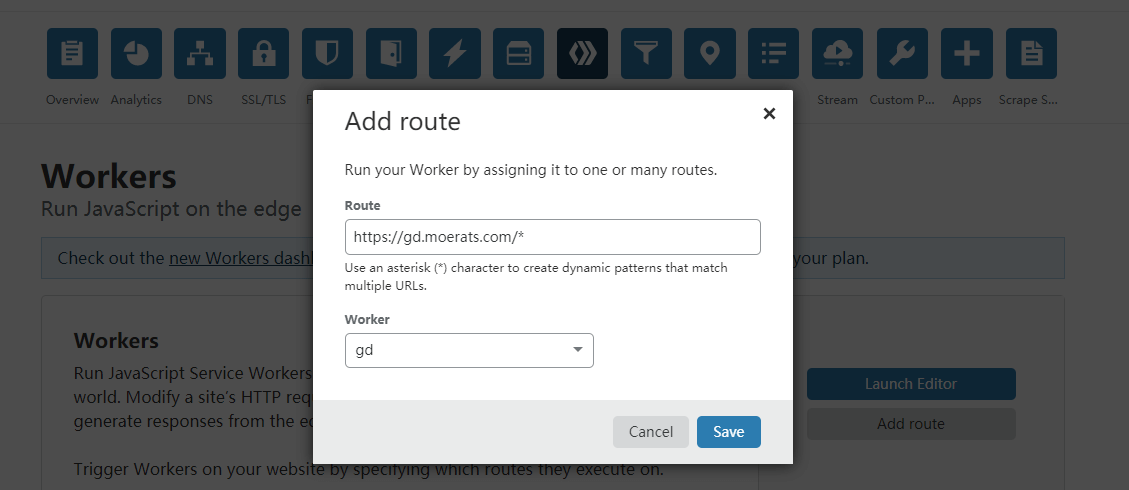 Overview Analytics DNS SSL/TLS Stream Custom P... Apps Scrape S...
Add route
Run your Worker by assigning it to one or many routes.
Route
https://gd.moerats.com/*
Use an asterisk (*) character to create dynamic patterns that match
multiple URLs.
Worker
gd
Cancel Save
Workers
Run JavaScript on the edge
Check out the new Workers dash your plan.
Workers
Run JavaScript Service Workers
world. Modify a site's HTTP req
generate responses from the e
Trigger Workers on your website by specifying which routes they execute on.
Launch Editor
Add route